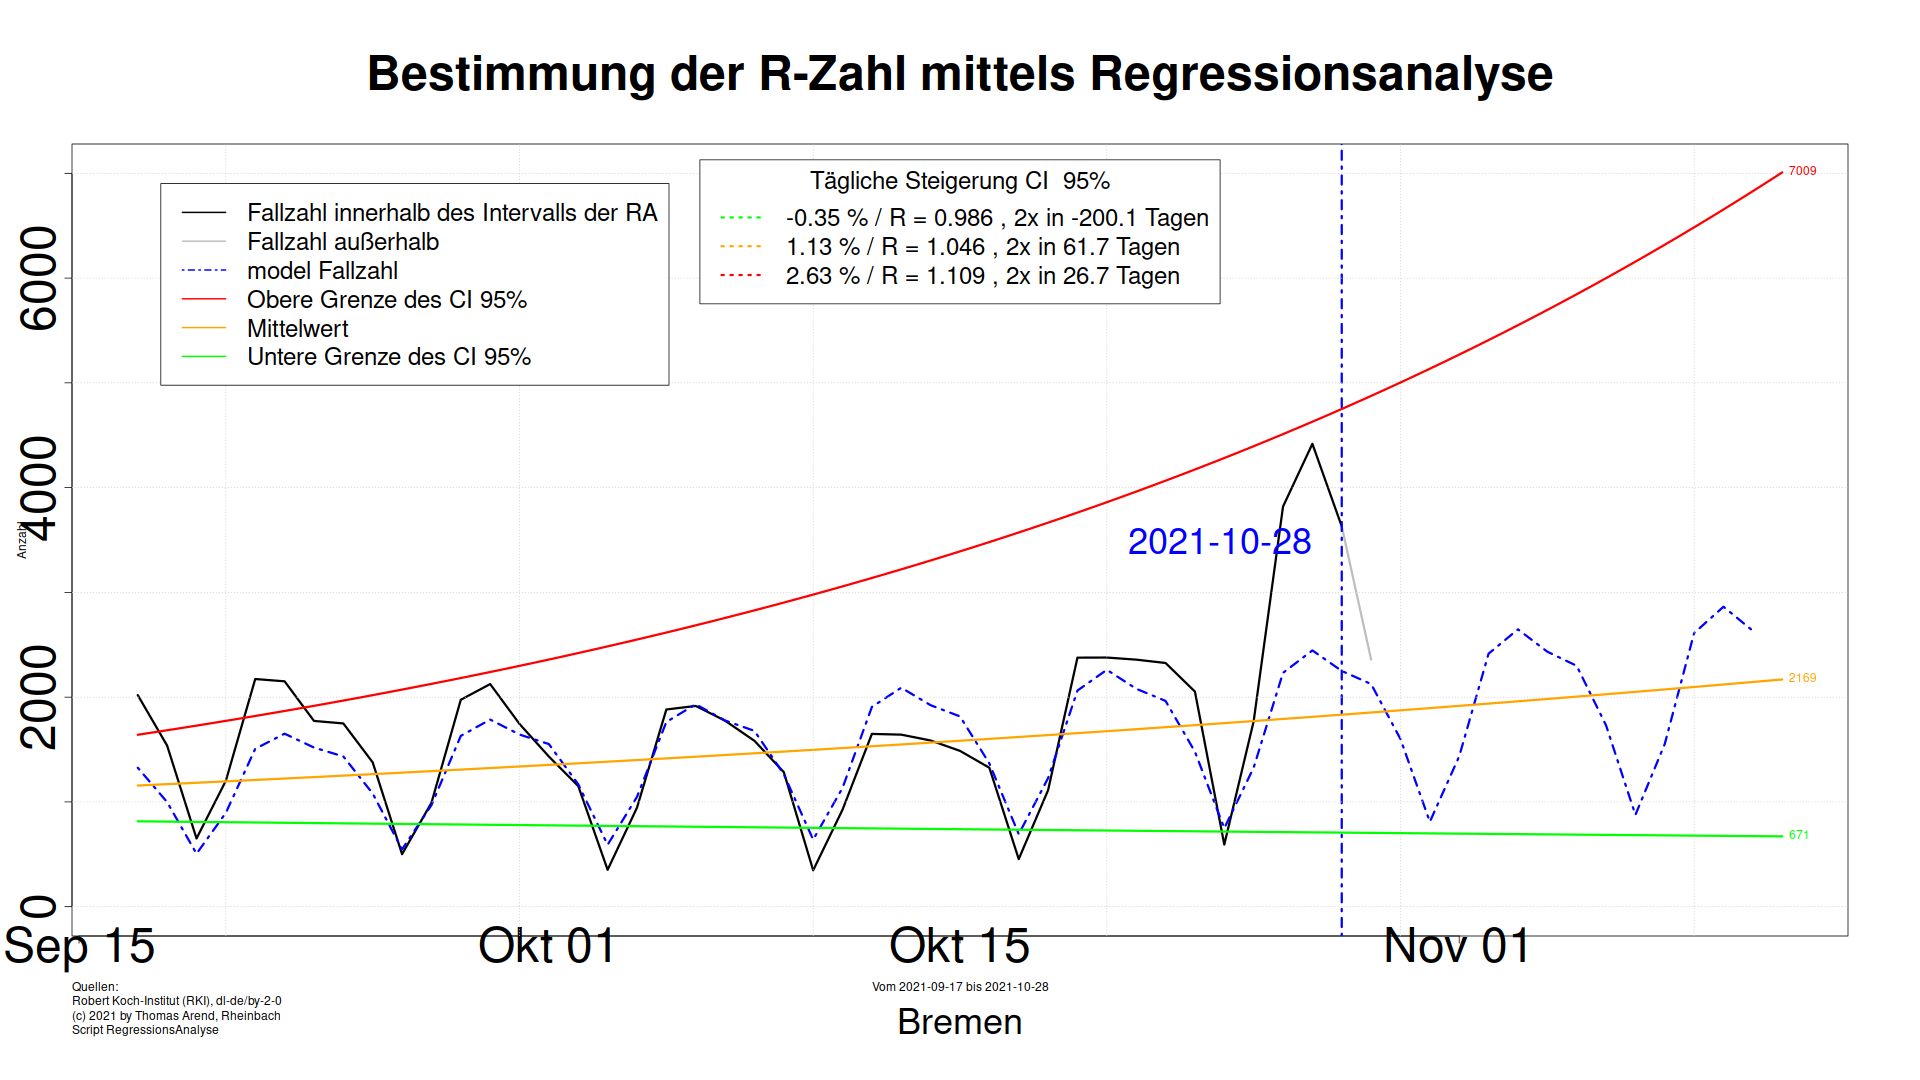 Bestimmung der R-Zahl mittels Regressionsanalyse
Fallzahl innerhalb des Intervalls der RA
Fallzahl außerhalb
model Fallzahl
Obere Grenze des CI 95%
Mittelwert
Untere Grenze des CI 95%
Tägliche Steigerung CI 95%
-0.35 % / R = 0.986 , 2x in -200.1 Tagen
1.13 % / R = 1.046 , 2x in 61.7 Tagen
2.63 % / R = 1.109 , 2x in 26.7 Tagen
7009
6000
4000
2000
0
Anzahl
2021-10-28
2169
671
Sep 15
Okt 01
Okt 15
Nov 01
Quellen:
Robert Koch-Institut (RKI), dl-de/by-2-0
(c) 2021 by Thomas Arend, Rheinbach
Script RegressionsAnalyse
Vom 2021-09-17 bis 2021-10-28
Bremen